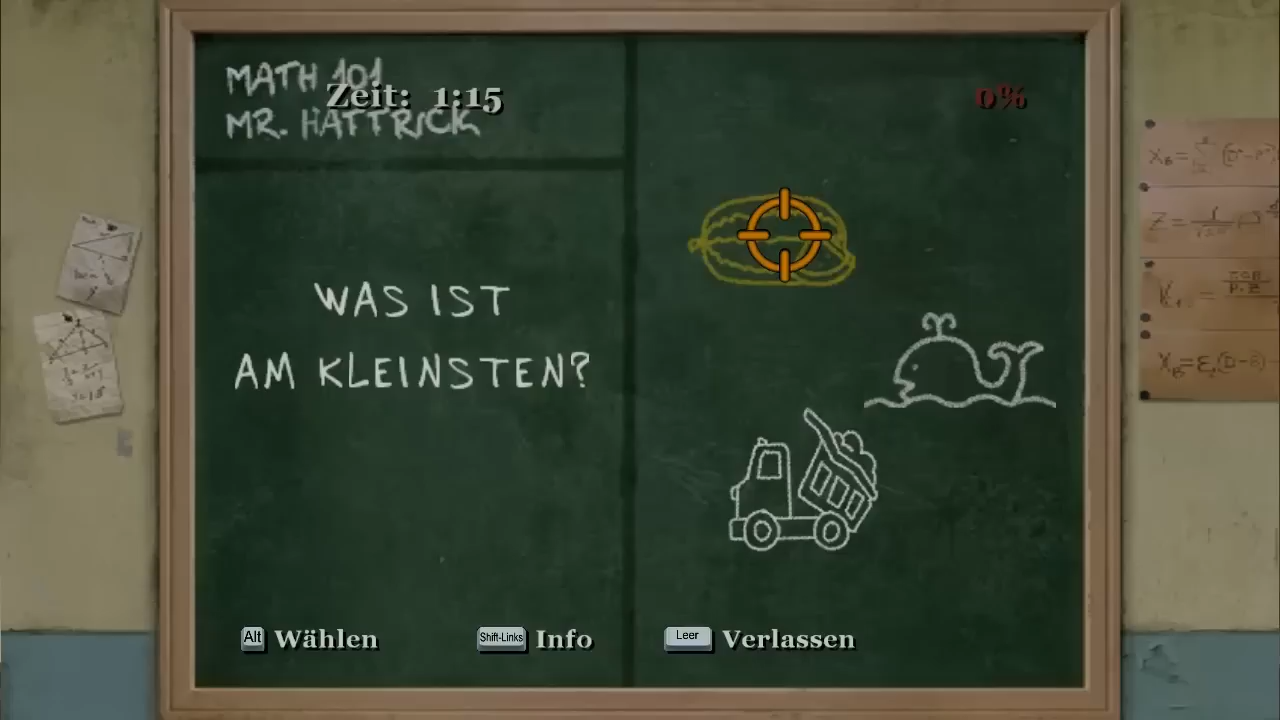 MATH 101
Zeit: 1:15
0%
MR. HATTRICK
WAS IST
AM KLEINSTEN?
Alt Wählen
Shift-Links Info
Leer Verlassen